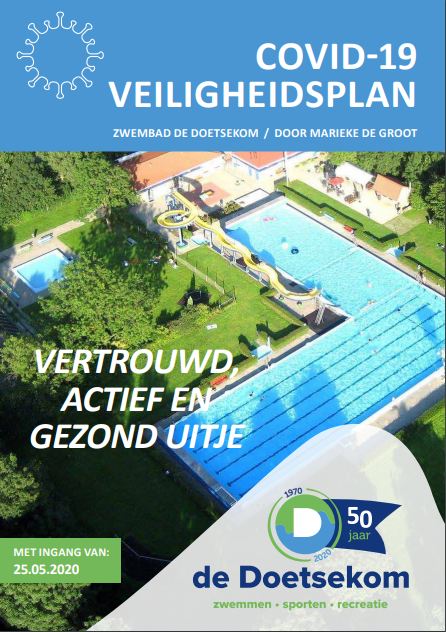 COVID-19
VEILIGHEIDSPLAN
ZWEMBAD DE DOETSEKOM / DOOR MARIEKE DE GROOT
VERTROUWD,
ACTIEF EN
GEZOND UITJE
MET INGANG VAN:
25.05.2020
1970
D
50
jaar
2020
de Doetsekom
zwemmen • sporten • recreatie